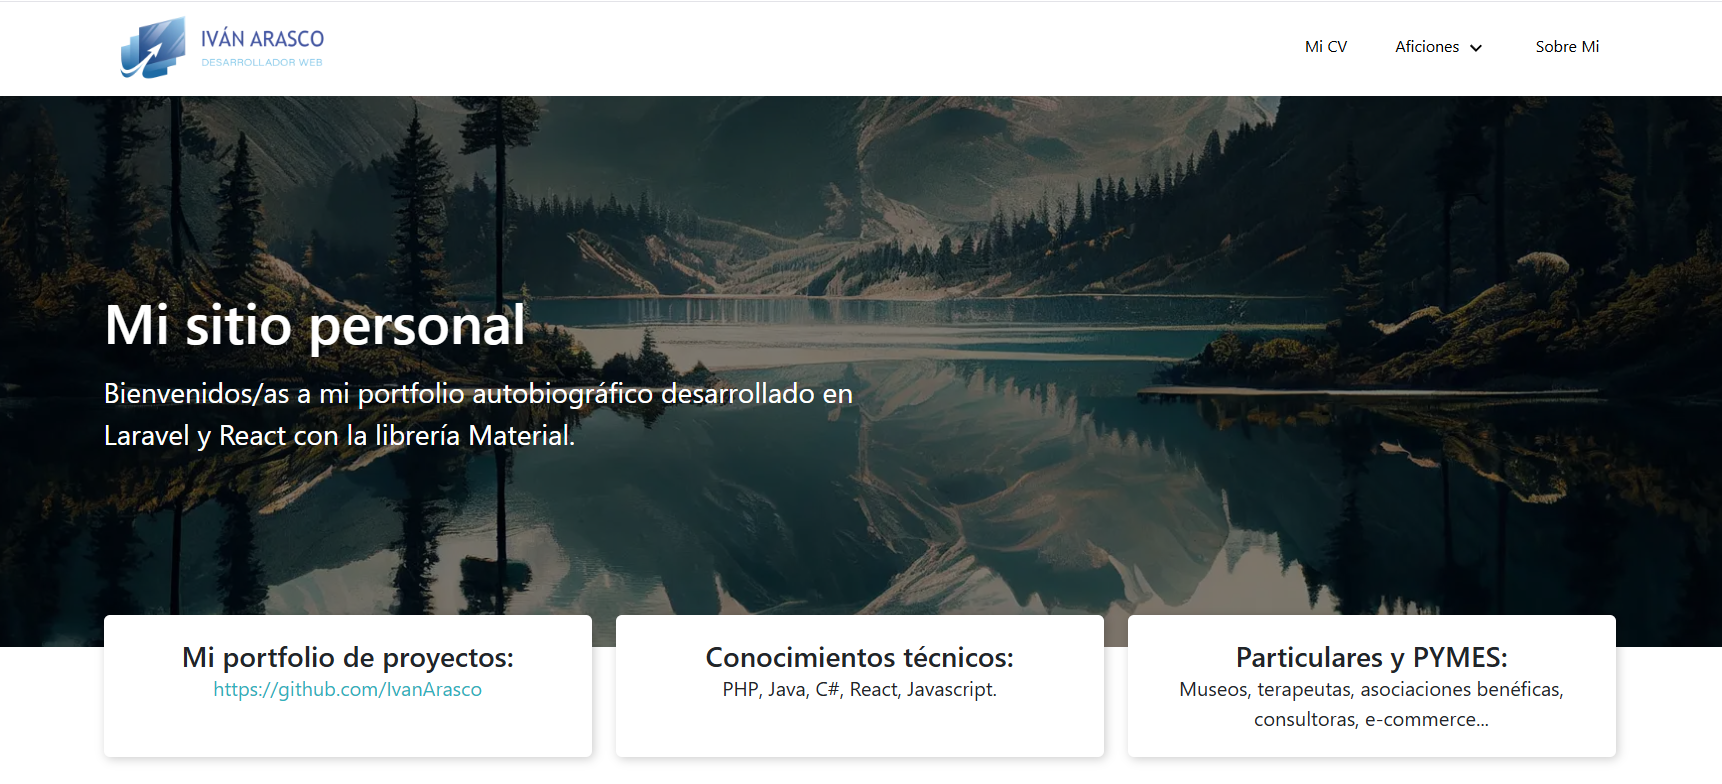 IVÁN ARASCO
DESARROLLADOR WEB
Mi CV
Aficiones
Sobre Mi
Mi sitio personal
Bienvenidos/as a mi portfolio autobiográfico desarrollado en
Laravel y React con la librería Material.
Mi portfolio de proyectos:
https://github.com/IvanArasco
Conocimientos técnicos:
PHP, Java, C#, React, Javascript.
Particulares y PYMES:
Museos, terapeutas, asociaciones benéficas,
consultoras, e-commerce...